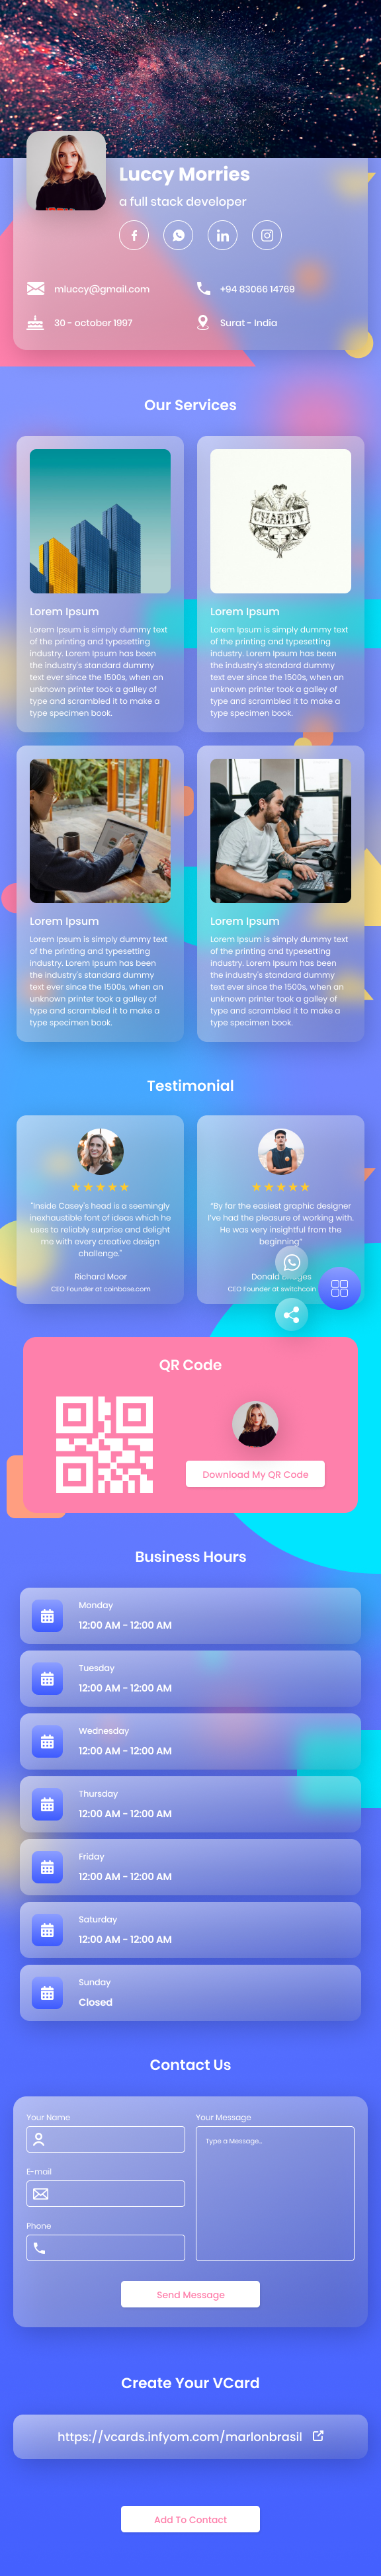 Luccy Morries
a full stack developer
mluccy@gmail.com
+94 83066 14769
30 - october 1997
Surat - India
Our Services
CHARITY
Lorem Ipsum
Lorem Ipsum is simply dummy text
of the printing and typesetting
industry. Lorem Ipsum has been
the industry's standard dummy
text ever since the 1500s, when an
unknown printer took a galley of
type and scrambled it to make a
type specimen book.
Lorem Ipsum
Lorem Ipsum is simply dummy text
of the printing and typesetting
industry. Lorem Ipsum has been
the industry's standard dummy
text ever since the 1500s, when an
unknown printer took a galley of
type and scrambled it to make a
type specimen book.
Lorem Ipsum
Lorem Ipsum is simply dummy text
of the printing and typesetting
industry. Lorem Ipsum has been
the industry's standard dummy
text ever since the 1500s, when an
unknown printer took a galley of
type and scrambled it to make a
type specimen book.
Lorem Ipsum
Lorem Ipsum is simply dummy text
of the printing and typesetting
industry. Lorem Ipsum has been
the industry's standard dummy
text ever since the 1500s, when an
unknown printer took a galley of
type and scrambled it to make a
type specimen book.
Testimonial
"Inside Casey's head is a seemingly
inexhaustible font of ideas which he
uses to reliably surprise and delight
me with every creative design
challenge."
Richard Moor
CEO Founder at coinbase.com
"By far the easiest graphic designer
I've had the pleasure of working with.
He was very insightful from the
beginning"
Donald
CEO Founder at switchcoin
QR Code
Download My QR Code
Business Hours
Monday
12:00 AM - 12:00 AM
Tuesday
12:00 AM - 12:00 AM
Wednesday
12:00 AM - 12:00 AM
Thursday
12:00 AM - 12:00 AM
Friday
12:00 AM - 12:00 AM
Saturday
12:00 AM - 12:00 AM
Sunday
Closed
Contact Us
Your Name
Your Message
Type a Message...
E-mail
Phone
Send Message
Create Your VCard
https://vcards.infyom.com/marlonbrasil
Add To Contact